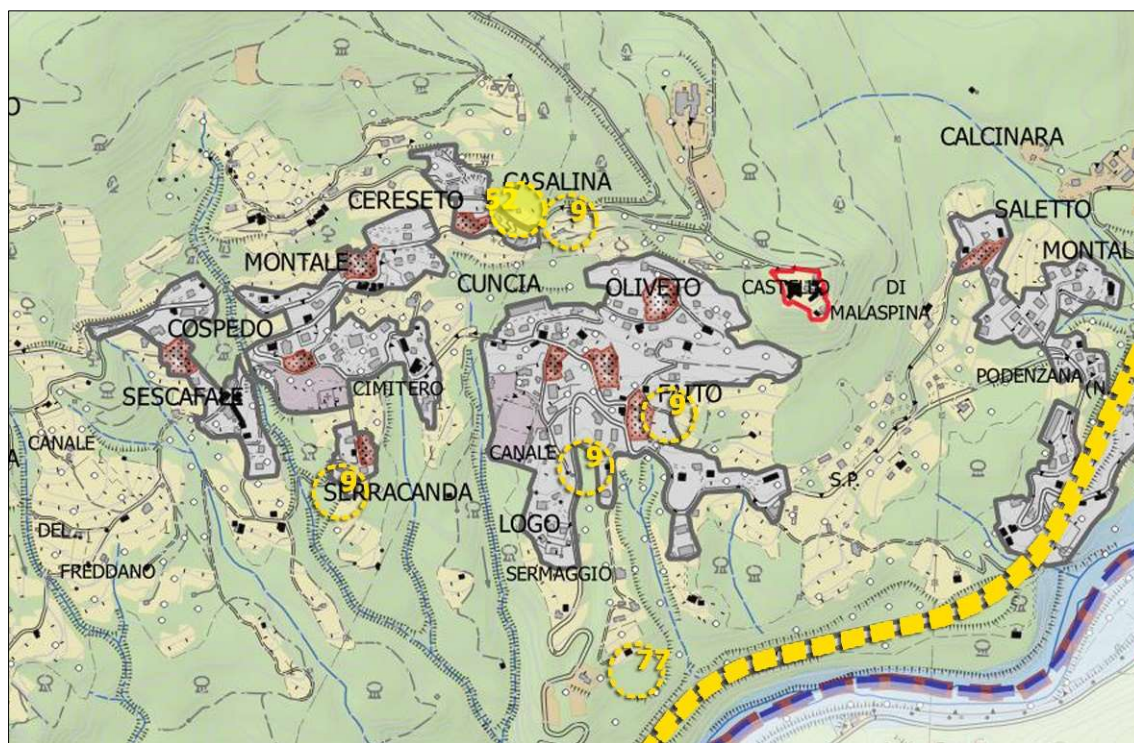 O
CALCINARA
CASALINA
52
9
CERESETO
SALETTO
MONTALE
MONTAL
CUNCIA
OLIVETO
CASTELLO
DI
MALASPINA
COSPEDO
PODENZANA
(N.
SESCAFALE
CIMITERO
9
CANALE
CANALE
A
9
9
S.P.
SERRACANDA
LOGO
DEL
FREDDANO
SERMAGGIO
77